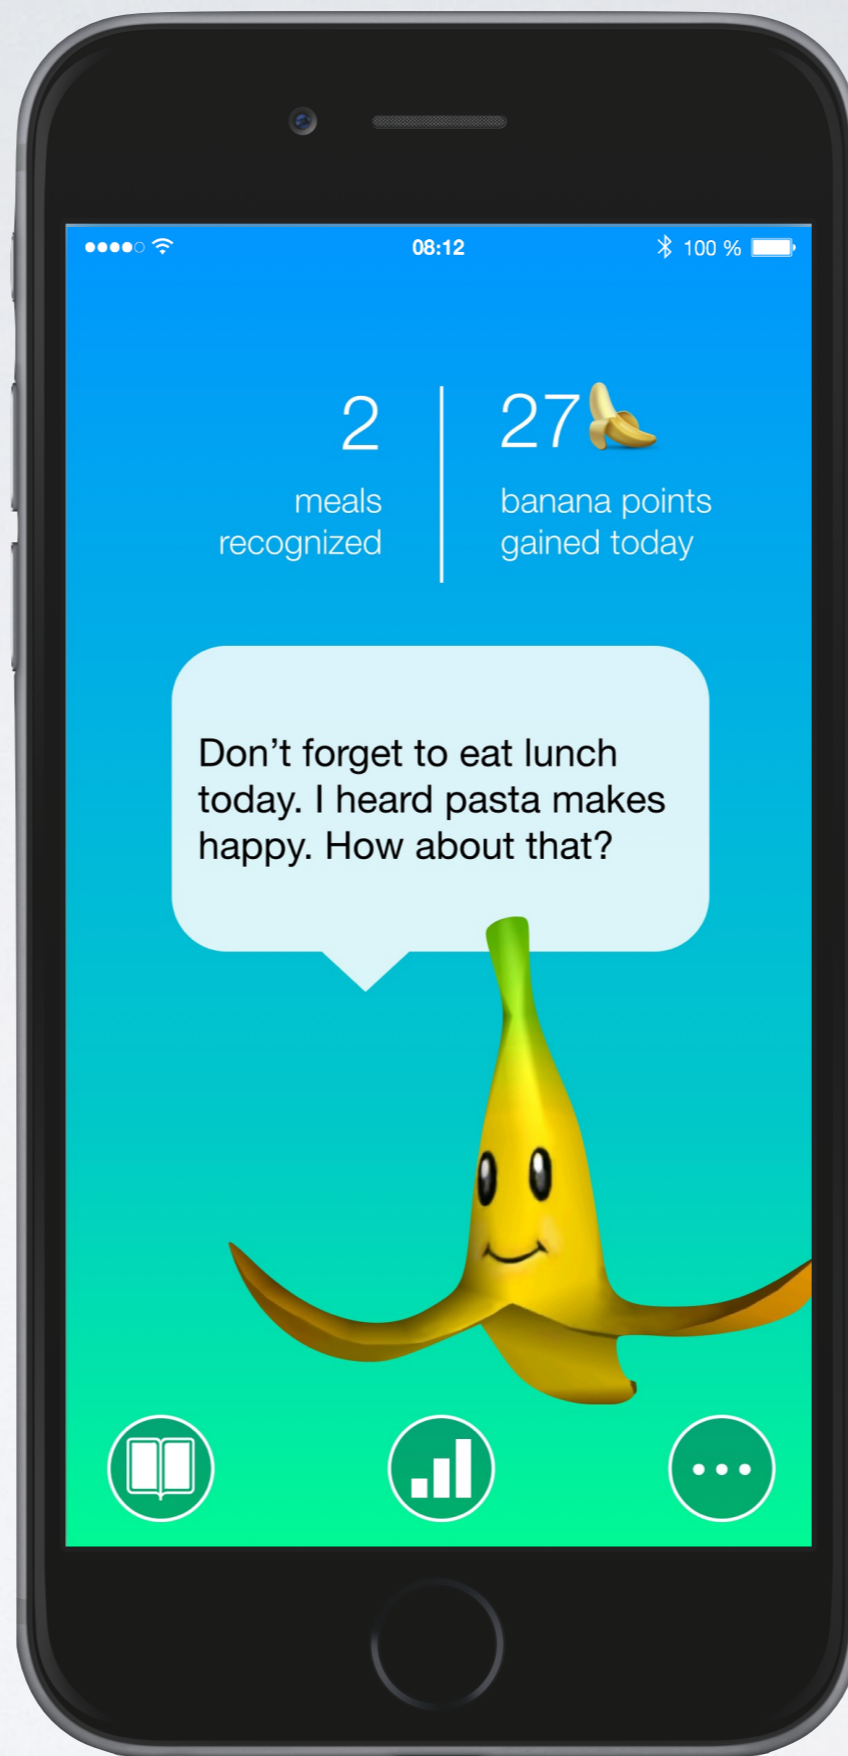 08:12
100 %
2
27
meals
recognized
banana points
gained today
Don’t forget to eat lunch
today. I heard pasta makes
happy. How about that?